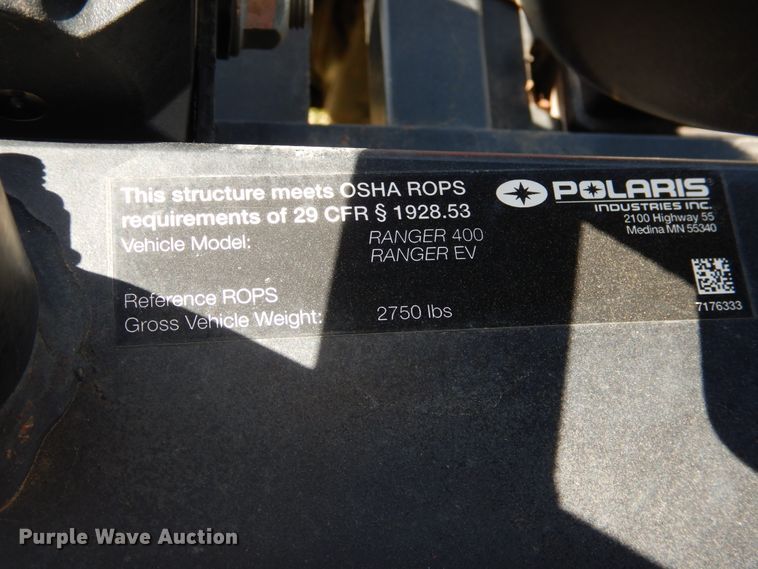 This structure meets OSHA ROPS
requirements of 29 CFR § 1928.53
Vehicle Model: RANGER 400
RANGER EV
Reference ROPS
Gross Vehicle Weight: 2750 lbs
POLARIS
INDUSTRIES INC.
2100 Highway 55
Medina MN 55340
7176333
Purple Wave Auction